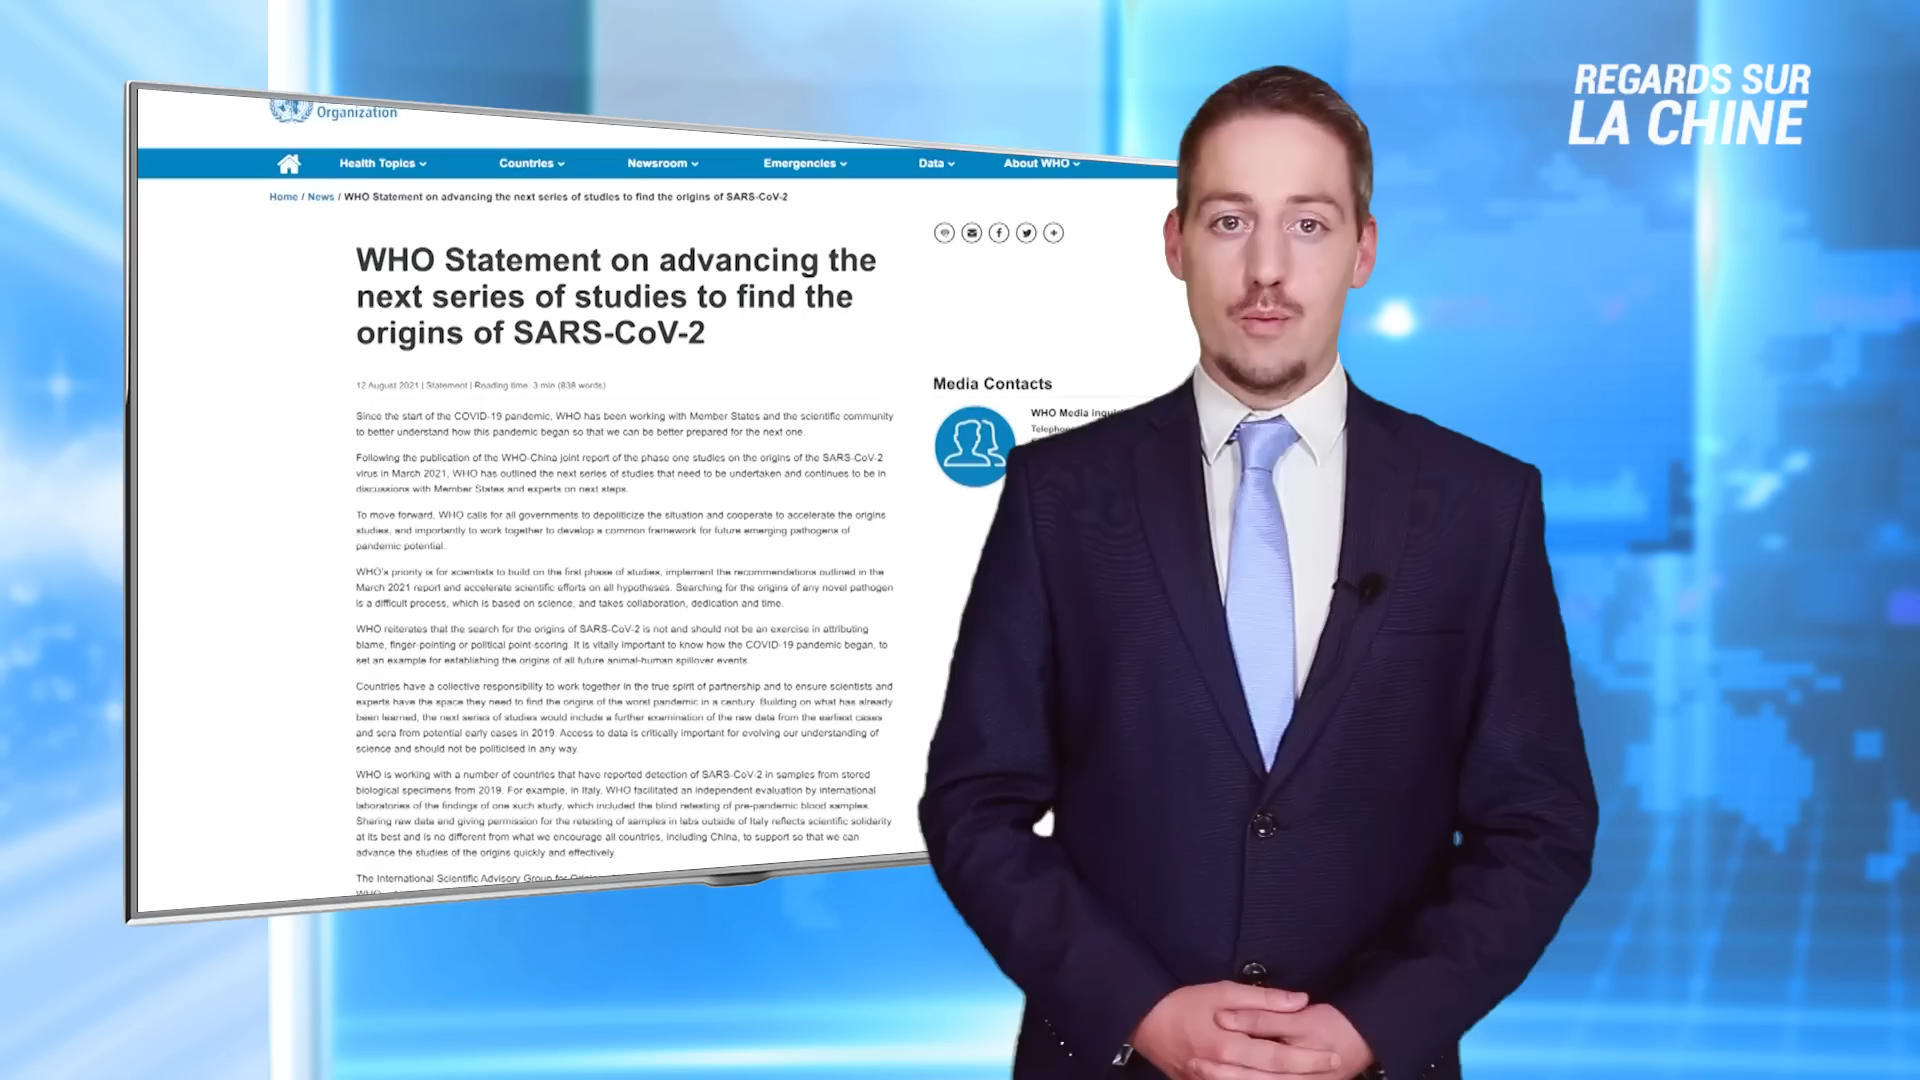 REGARDS SUR
LA CHINE
Organization
Health Topics
Countries
Newsroom
Emergencies
Data
About WHO
Home / News / WHO Statement on advancing the next series of studies to find the origins of SARS-CoV-2
WHO Statement on advancing the
next series of studies to find the
origins of SARS-CoV-2
12 August 2021 | Statement | Reading time: 3 min (838 words)
Since the start of the COVID-19 pandemic, WHO has been working with Member States and the scientific community
to better understand how this pandemic began so that we can be better prepared for the next one.
Following the publication of the WHO-China joint report of the phase one studies on the origins of the SARS-CoV-2
virus in March 2021, WHO has outlined the next series of studies that need to be undertaken and continues to be in
discussions with Member States and experts on next steps.
To move forward, WHO calls for all governments to depoliticize the situation and cooperate to accelerate the origins
studies, and importantly to work together to develop a common framework for future emerging pathogens of
pandemic potential.
WHO's priority is for scientists to build on the first phase of studies, implement the recommendations outlined in the
March 2021 report and accelerate scientific efforts on all hypotheses. Searching for the origins of any novel pathogen
is a difficult process, which is based on science, and takes collaboration, dedication and time.
WHO reiterates that the search for the origins of SARS-CoV-2 is not and should not be an exercise in attributing
blame, finger-pointing or political point-scoring. It is vitally important to know how the COVID-19 pandemic began, to
set an example for establishing the origins of all future animal-human spillover events.
Countries have a collective responsibility to work together in the true spirit of partnership and to ensure scientists and
experts have the space they need to find the origins of the worst pandemic in a century. Building on what has already
been learned, the next series of studies would include a further examination of the raw data from the earliest cases
and sera from potential early cases in 2019. Access to data is critically important for evolving our understanding of
science and should not be politicised in any way.
WHO is working with a number of countries that have reported detection of SARS-CoV-2 in samples from stored
biological specimens from 2019. For example, in Italy, WHO facilitated an independent evaluation by international
laboratories of the findings of one such study, which included the blind retesting of pre-pandemic blood samples.
Sharing raw data and giving permission for the retesting of samples in labs outside of Italy reflects scientific solidarity
at its best and is no different from what we encourage all countries, including China, to support so that we can
advance the studies of the origins quickly and effectively.
The International Scientific Advisory Group for
Media Contacts
WHO Media